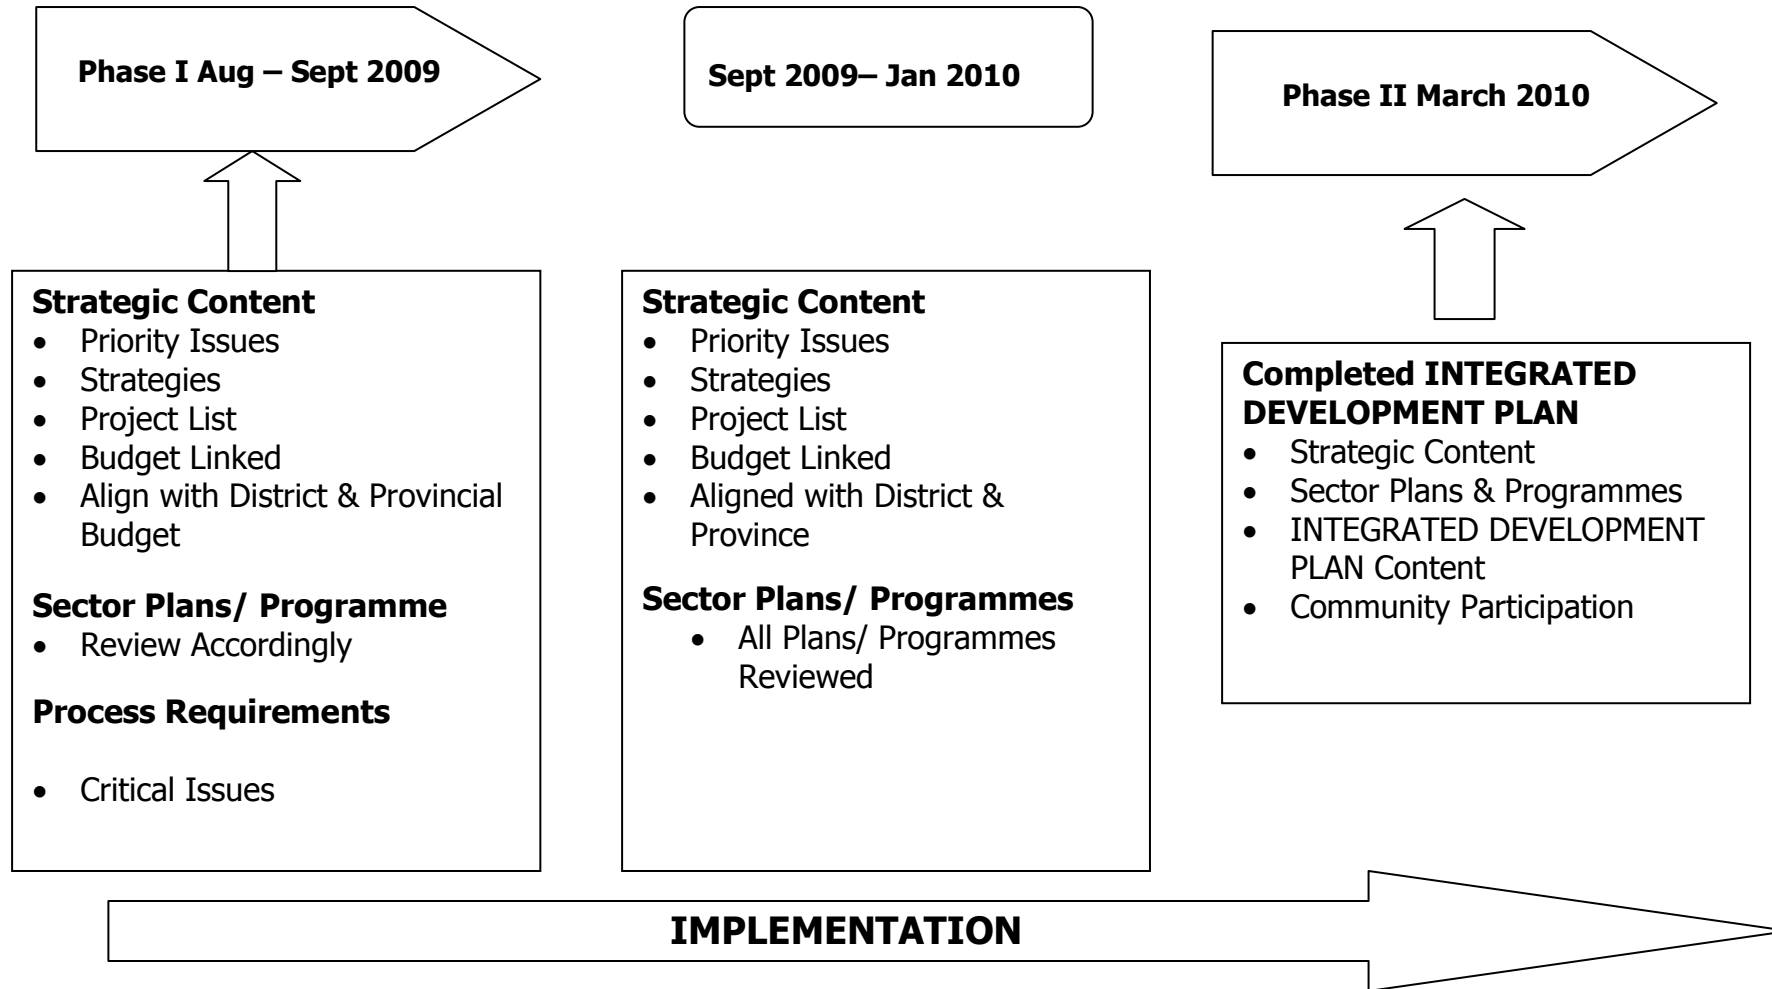 Phase I Aug – Sept 2009
Sept 2009– Jan 2010
Phase II March 2010
Strategic Content
• Priority Issues
• Strategies
• Project List
• Budget Linked
• Align with District & Provincial
Budget
Sector Plans/ Programme
• Review Accordingly
Process Requirements
• Critical Issues
Strategic Content
• Priority Issues
• Strategies
• Project List
• Budget Linked
• Aligned with District &
Province
Sector Plans/ Programmes
• All Plans/ Programmes
Reviewed
Completed INTEGRATED
DEVELOPMENT PLAN
• Strategic Content
• Sector Plans & Programmes
• INTEGRATED DEVELOPMENT
PLAN Content
• Community Participation
IMPLEMENTATION